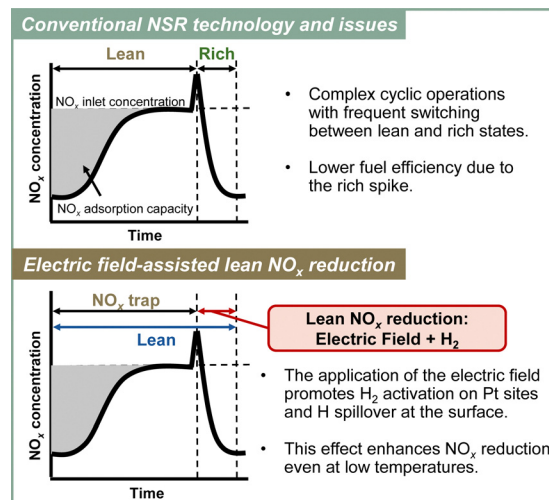 Conventional NSR technology and issues
Lean
Rich
NOx inlet concentration
NOx adsorption capacity
NOx concentration
Time
• Complex cyclic operations
with frequent switching
between lean and rich states.
• Lower fuel efficiency due to
the rich spike.
Electric field-assisted lean NOx reduction
NOx trap
Lean
NOx concentration
Time
Lean NOx reduction:
Electric Field + H2
• The application of the electric field
promotes H2 activation on Pt sites
and H spillover at the surface.
• This effect enhances NOx reduction
even at low temperatures.